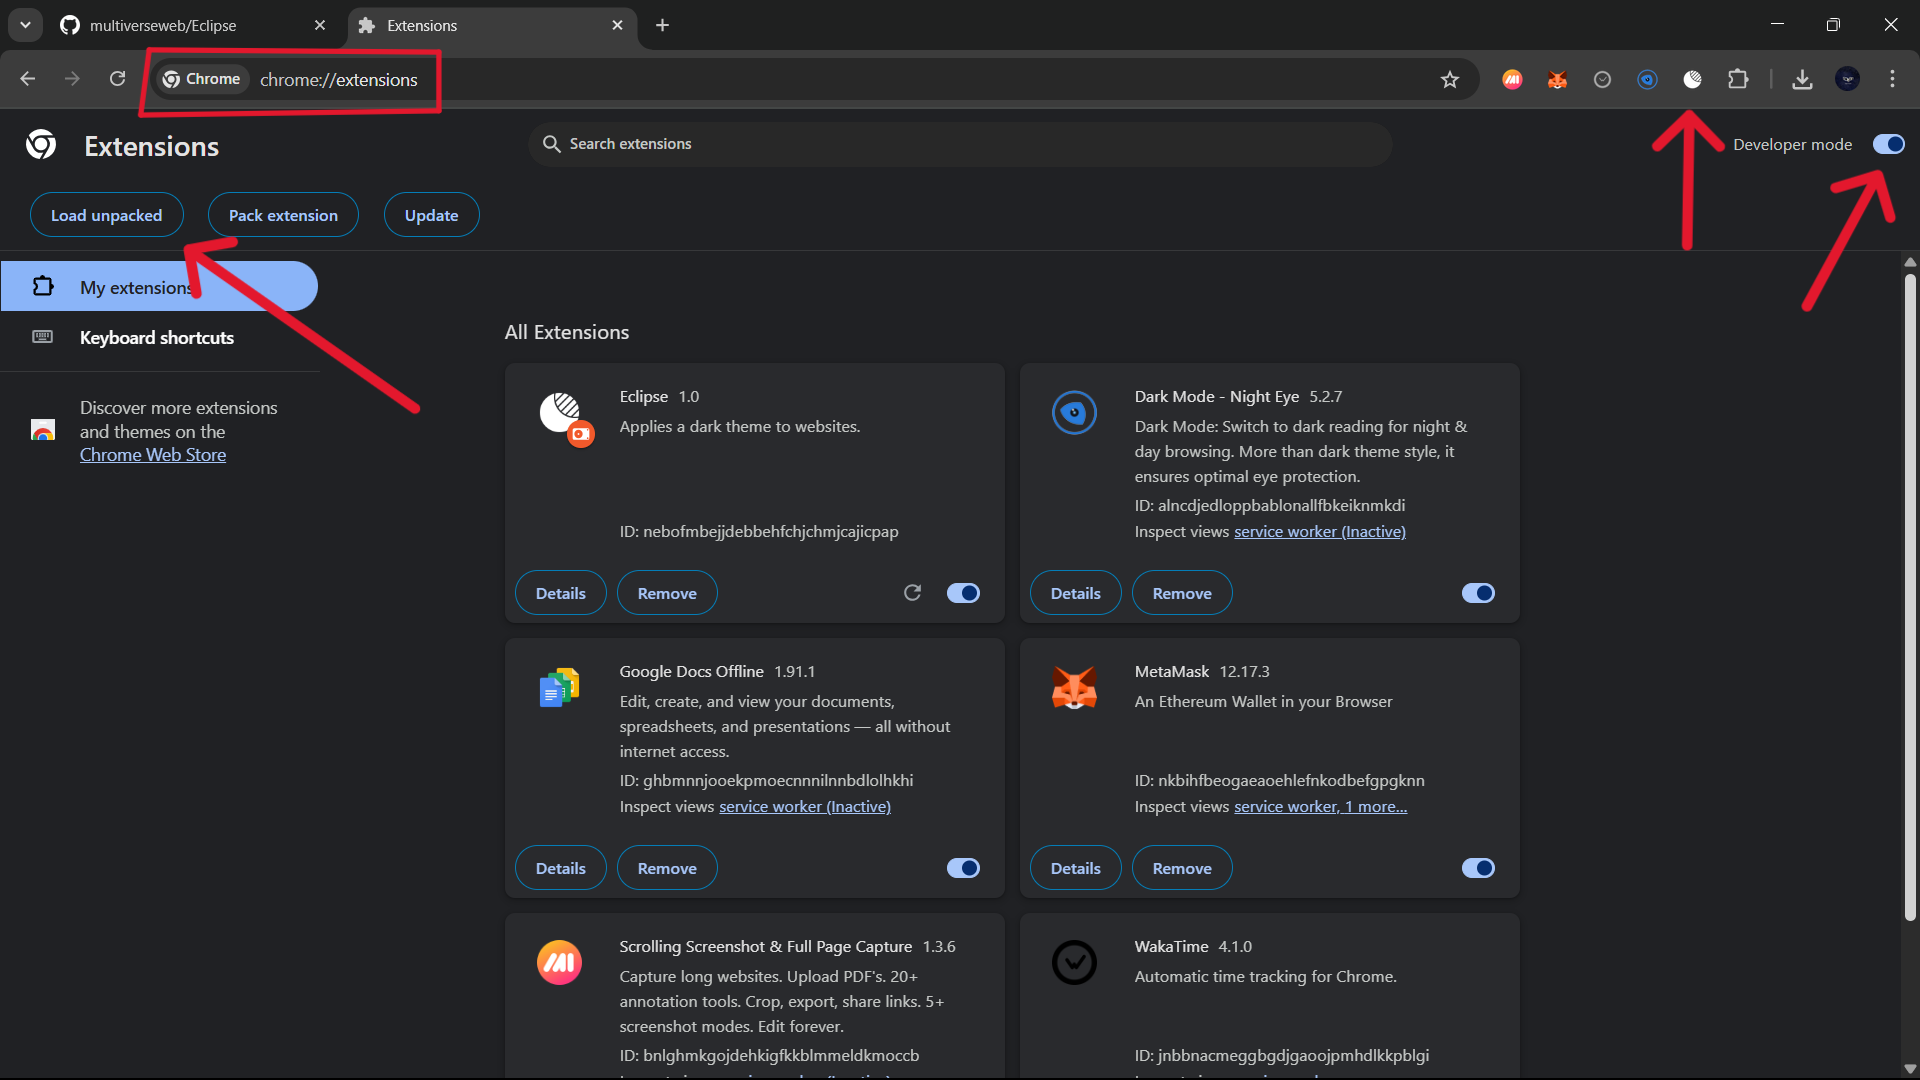 multiverseweb/Eclipse
Extensions
Chrome
chrome://extensions
Extensions
Search extensions
Developer mode
Load unpacked
Pack extension
Update
My extensions
Keyboard shortcuts
Discover more extensions
and themes on the
Chrome Web Store
All Extensions
Eclipse 1.0
Applies a dark theme to websites.
ID: nebofmbejjdebbehfchjchmjcajicpap
Details
Remove
Dark Mode - Night Eye 5.2.7
Dark Mode: Switch to dark reading for night &
day browsing. More than dark theme style, it
ensures optimal eye protection.
ID: alncdjedloppbablonallfbkeiknmkdi
Inspect views service worker (Inactive)
Details
Remove
Google Docs Offline 1.91.1
Edit, create, and view your documents,
spreadsheets, and presentations — all without
internet access.
ID: ghbmnnjooekpmoecnnnilnnbdlolhkhi
Inspect views service worker (Inactive)
Details
Remove
MetaMask 12.17.3
An Ethereum Wallet in your Browser
ID: nkbihfbeogaeaoehlefnkodbefgpgknn
Inspect views service worker, 1 more...
Details
Remove
Scrolling Screenshot & Full Page Capture 1.3.6
Capture long websites. Upload PDF's. 20+
annotation tools. Crop, export, share links. 5+
screenshot modes. Edit forever.
ID: bnlghmkgojdehkigfkkblmmeldkmoccb
WakaTime 4.1.0
Automatic time tracking for Chrome.
ID: jnbbnacmeggbgdjgaoojpmhdlkkpblgi